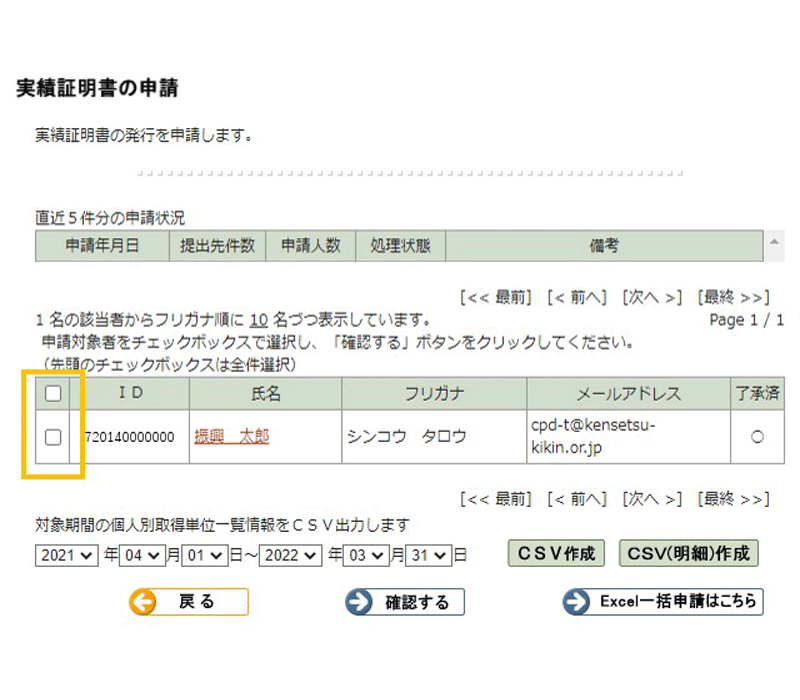 実績証明書の申請
実績証明書の発行を申請します。
直近５件分の申請状況
申請年月日 提出先件数 申請人数 処理状態 備考
[<< 最前] [< 前へ] [次へ >] [最終 >>]
1 名の該当者からフリガナ順に 10 名づつ表示しています。 Page 1 / 1
申請対象者をチェックボックスで選択し、「確認する」ボタンをクリックしてください。
（先頭のチェックボックスは全件選択）
ＩＤ 氏名 フリガナ メールアドレス 了承済
720140000000 振興　太郎 シンコウ　タロウ cpd-t@kensetsu-
kikin.or.jp ○
[<< 最前] [< 前へ] [次へ >] [最終 >>]
対象期間の個人別取得単位一覧情報をＣＳＶ出力します
2021 年 04 月 01 日～ 2022 年 03 月 31 日 ＣＳＶ作成 CSV(明細)作成
戻る 確認する Excel一括申請はこちら